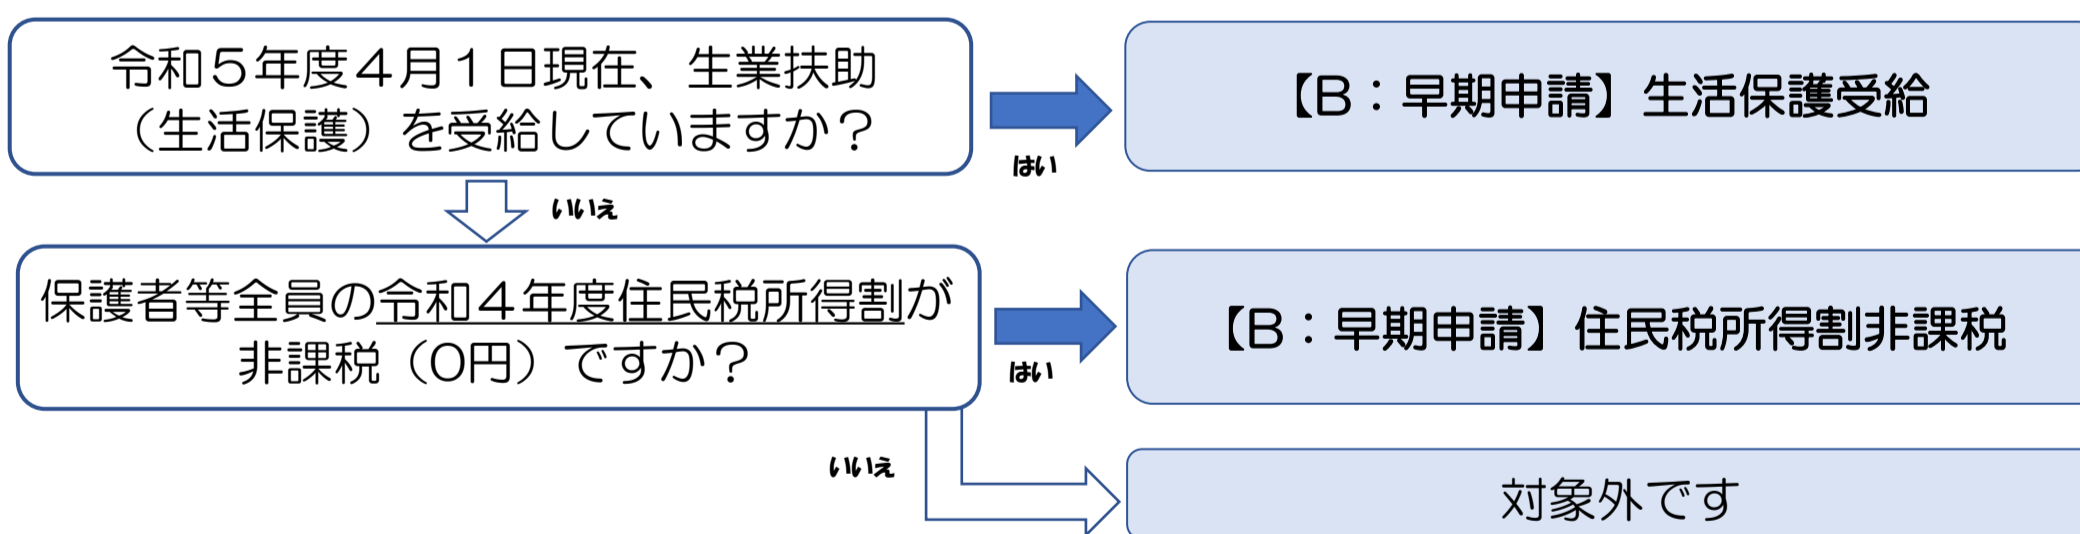 令和５年度４月１日現在、生業扶助
（生活保護）を受給していますか？
はい
【B：早期申請】生活保護受給
いいえ
保護者等全員の令和４年度住民税所得割が
非課税（０円）ですか？
はい
【B：早期申請】住民税所得割非課税
いいえ
対象外です